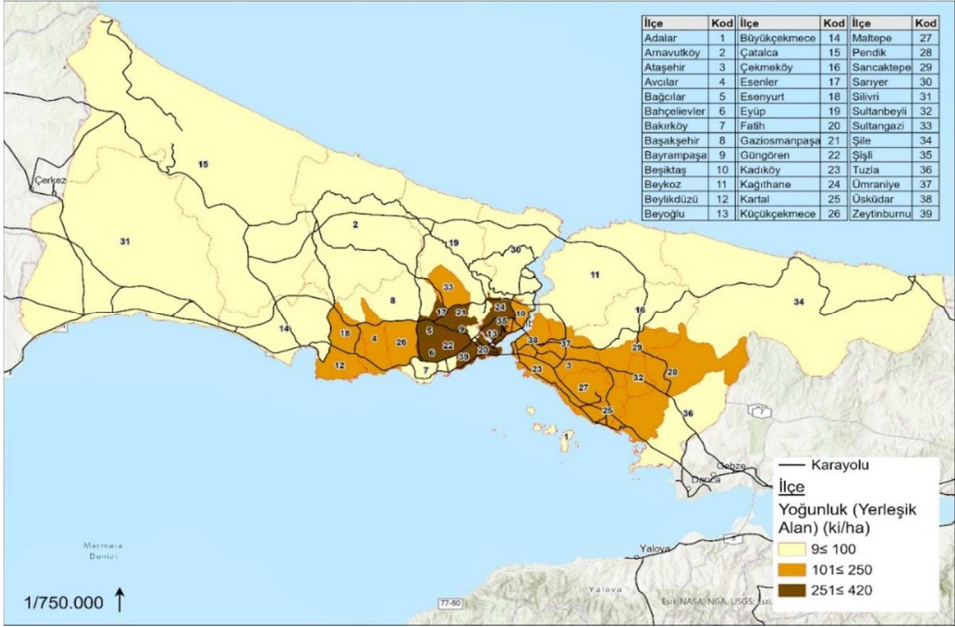 İlçe Kod İlçe Kod İlçe Kod
Adalar 1 Büyükçekmece 14 Maltepe 27
Arnavutköy 2 Çatalca 15 Pendik 28
Ataşehir 3 Çekmeköy 16 Sancaktepe 29
Avcılar 4 Esenler 17 Sarıyer 30
Bağcılar 5 Esenyurt 18 Silivri 31
Bahçelievler 6 Eyüp 19 Sultanbeyli 32
Bakırköy 7 Fatih 20 Sultangazi 33
Başakşehir 8 Gaziosmanpaşa 21 Şile 34
Bayrampaşa 9 Güngören 22 Şişli 35
Beşiktaş 10 Kadıköy 23 Tuzla 36
Beykoz 11 Kağıthane 24 Ümraniye 37
Beylikdüzü 12 Kartal 25 Üsküdar 38
Beyoğlu 13 Küçükçekmece 26 Zeytinburnu 39
15
Çerkez
2
31
19
30
11
33
8
34
14
17
21
24
10
16
18
4
26
5
9
35
13
38
37
29
22
6
20
39
12
7
23
3
32
28
27
25
36
1
7
Gebze
Darıca
Karayolu
İlçe
Yoğunluk (Yerleşik
Alan) (ki/ha)
9≤ 100
101≤ 250
251≤ 420
Marmara
Denizi
Yalova
Yalova
1/750.000
77-50
Esri, NASA, NGA, USGS, Esri,